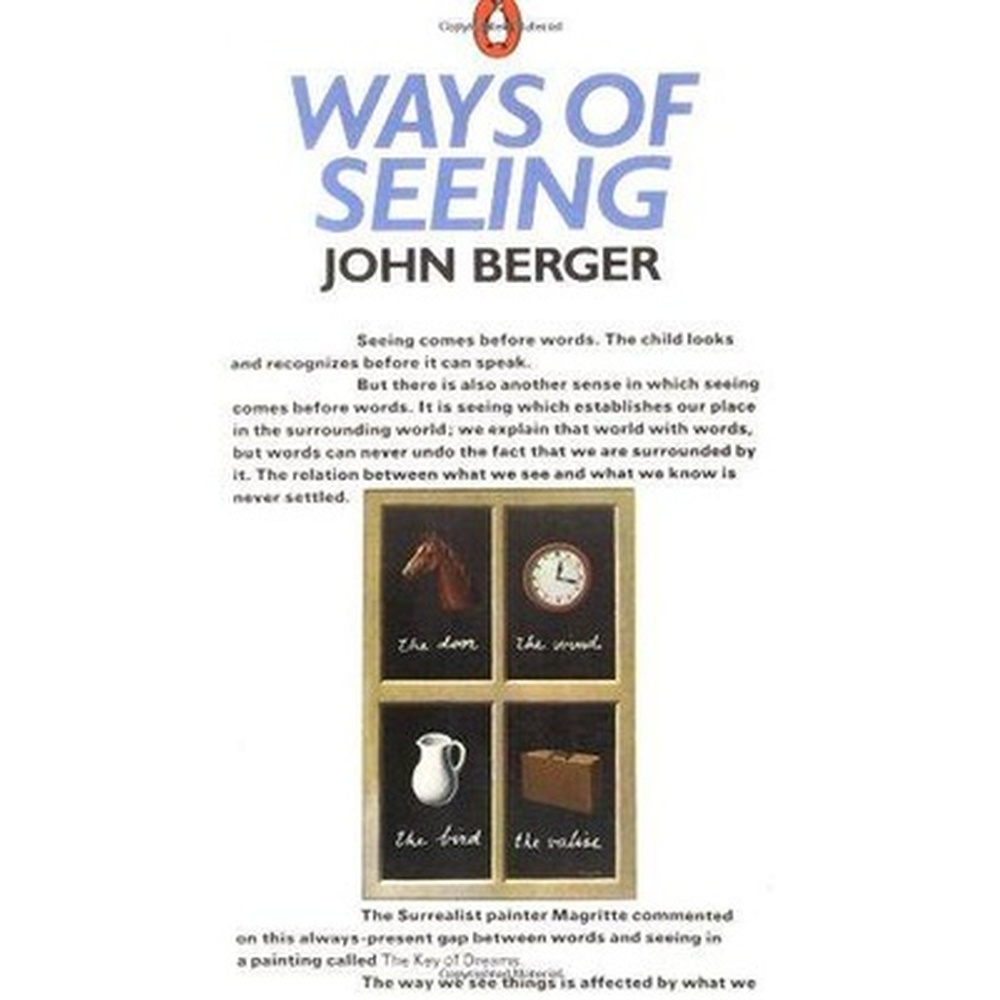 Copyrighted Material
WAYS OF
SEEING
JOHN BERGER
Seeing comes before words. The child looks
and recognizes before it can speak.
But there is also another sense in which seeing
comes before words. It is seeing which establishes our place
in the surrounding world; we explain that world with words,
but words can never undo the fact that we are surrounded by
it. The relation between what we see and what we know is
never settled.
the door
the wind
the bird
the valise
The Surrealist painter Magritte commented
on this always-present gap between words and seeing in
a painting called The Key of Dreams.
Copyrighted Material
The way we see things is affected by what we